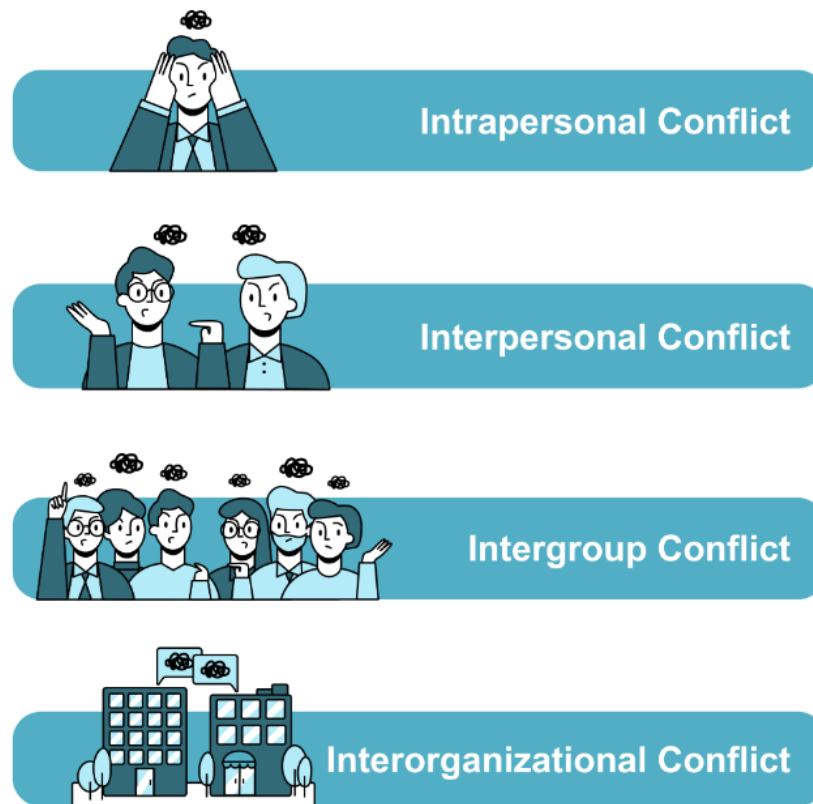 Intrapersonal Conflict
Interpersonal Conflict
Intergroup Conflict
Interorganizational Conflict